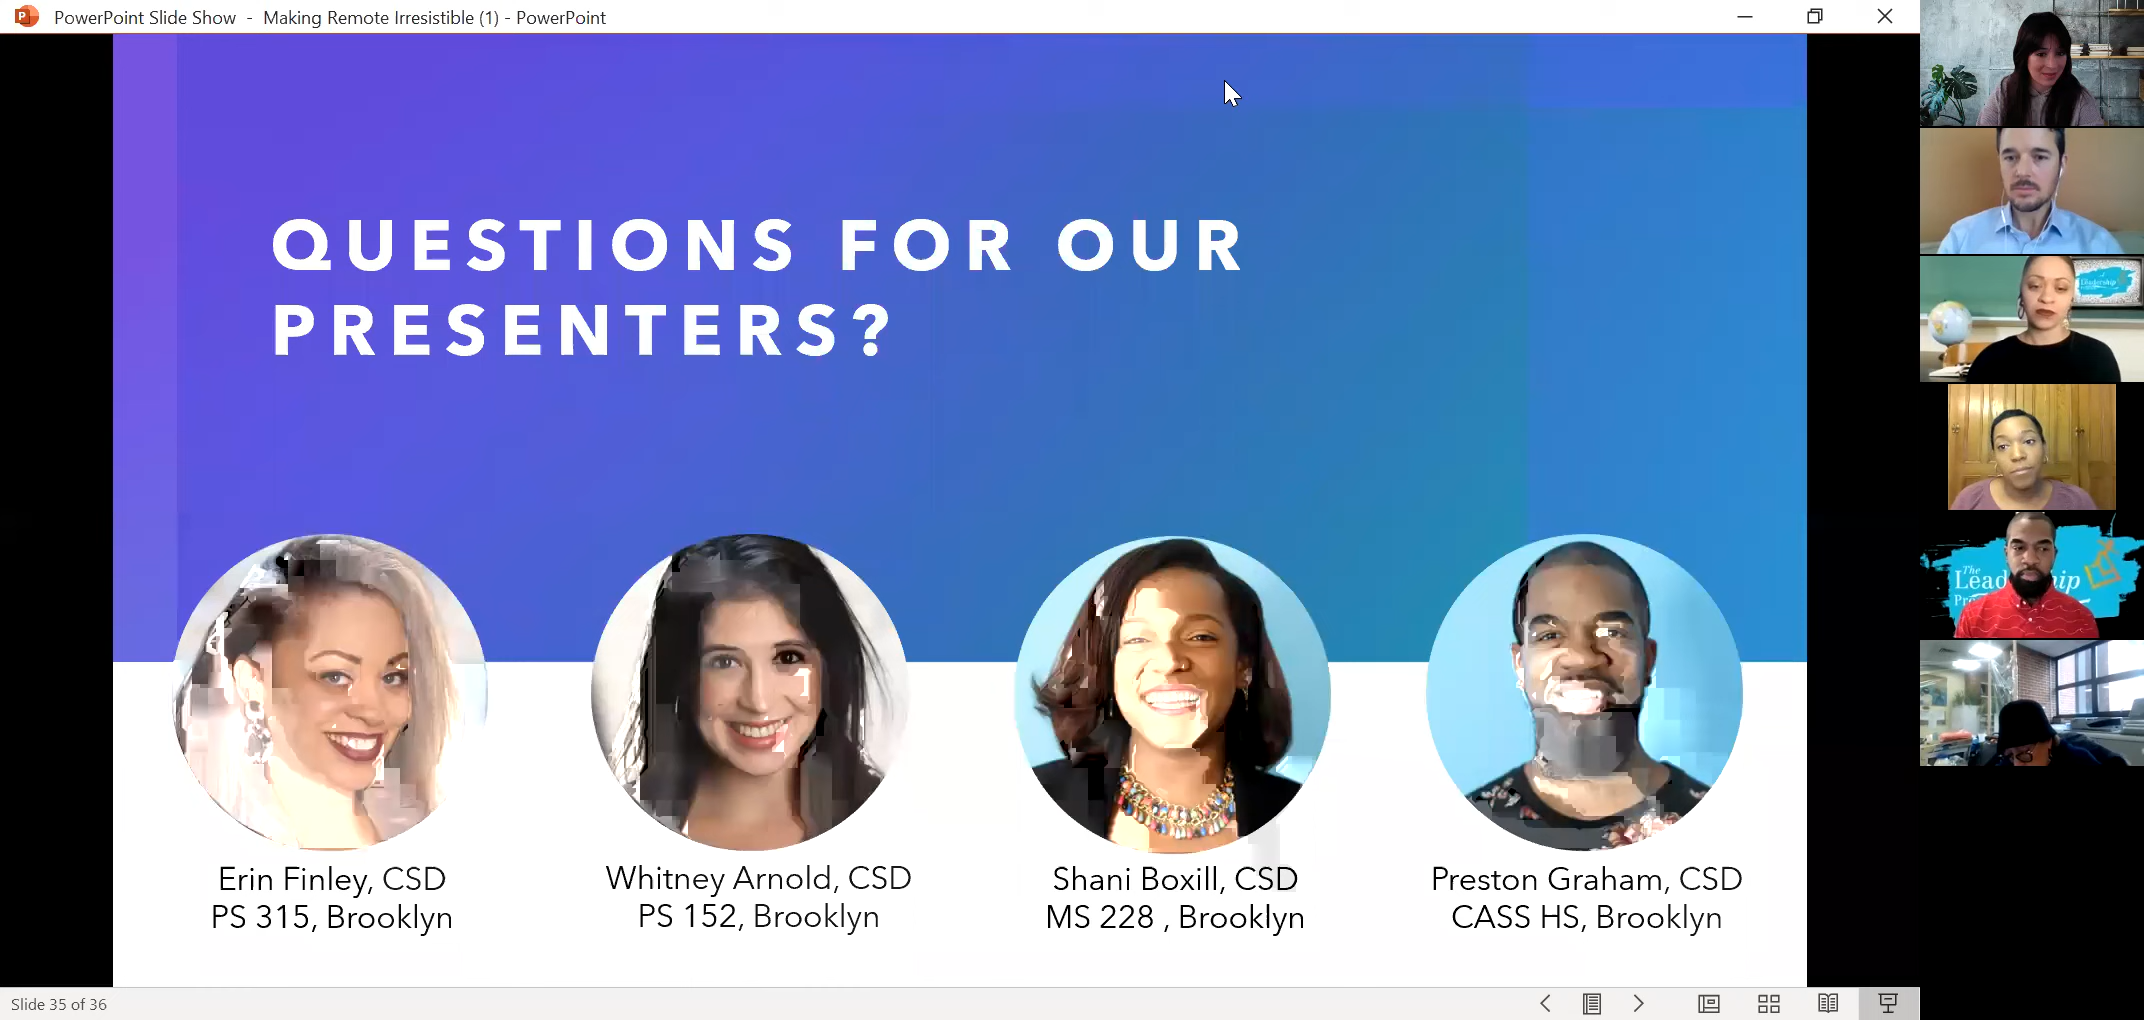 PowerPoint Slide Show - Making Remote Irresistible (1) - PowerPoint
QUESTIONS FOR OUR
PRESENTERS?
Erin Finley, CSD
PS 315, Brooklyn
Whitney Arnold, CSD
PS 152, Brooklyn
Shani Boxill, CSD
MS 228 , Brooklyn
Preston Graham, CSD
CASS HS, Brooklyn
Leadership
The
Slide 35 of 36